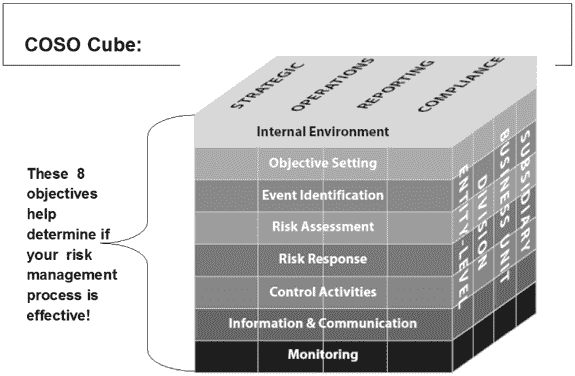 COSO Cube:
STRATEGIC
OPERATIONS
REPORTING
COMPLIANCE
Internal Environment
Objective Setting
Event Identification
Risk Assessment
Risk Response
Control Activities
Information & Communication
Monitoring
ENTITY-LEVEL
DIVISION
BUSINESS UNIT
SUBSIDIARY
These 8
objectives
help
determine if
your risk
management
process is
effective!